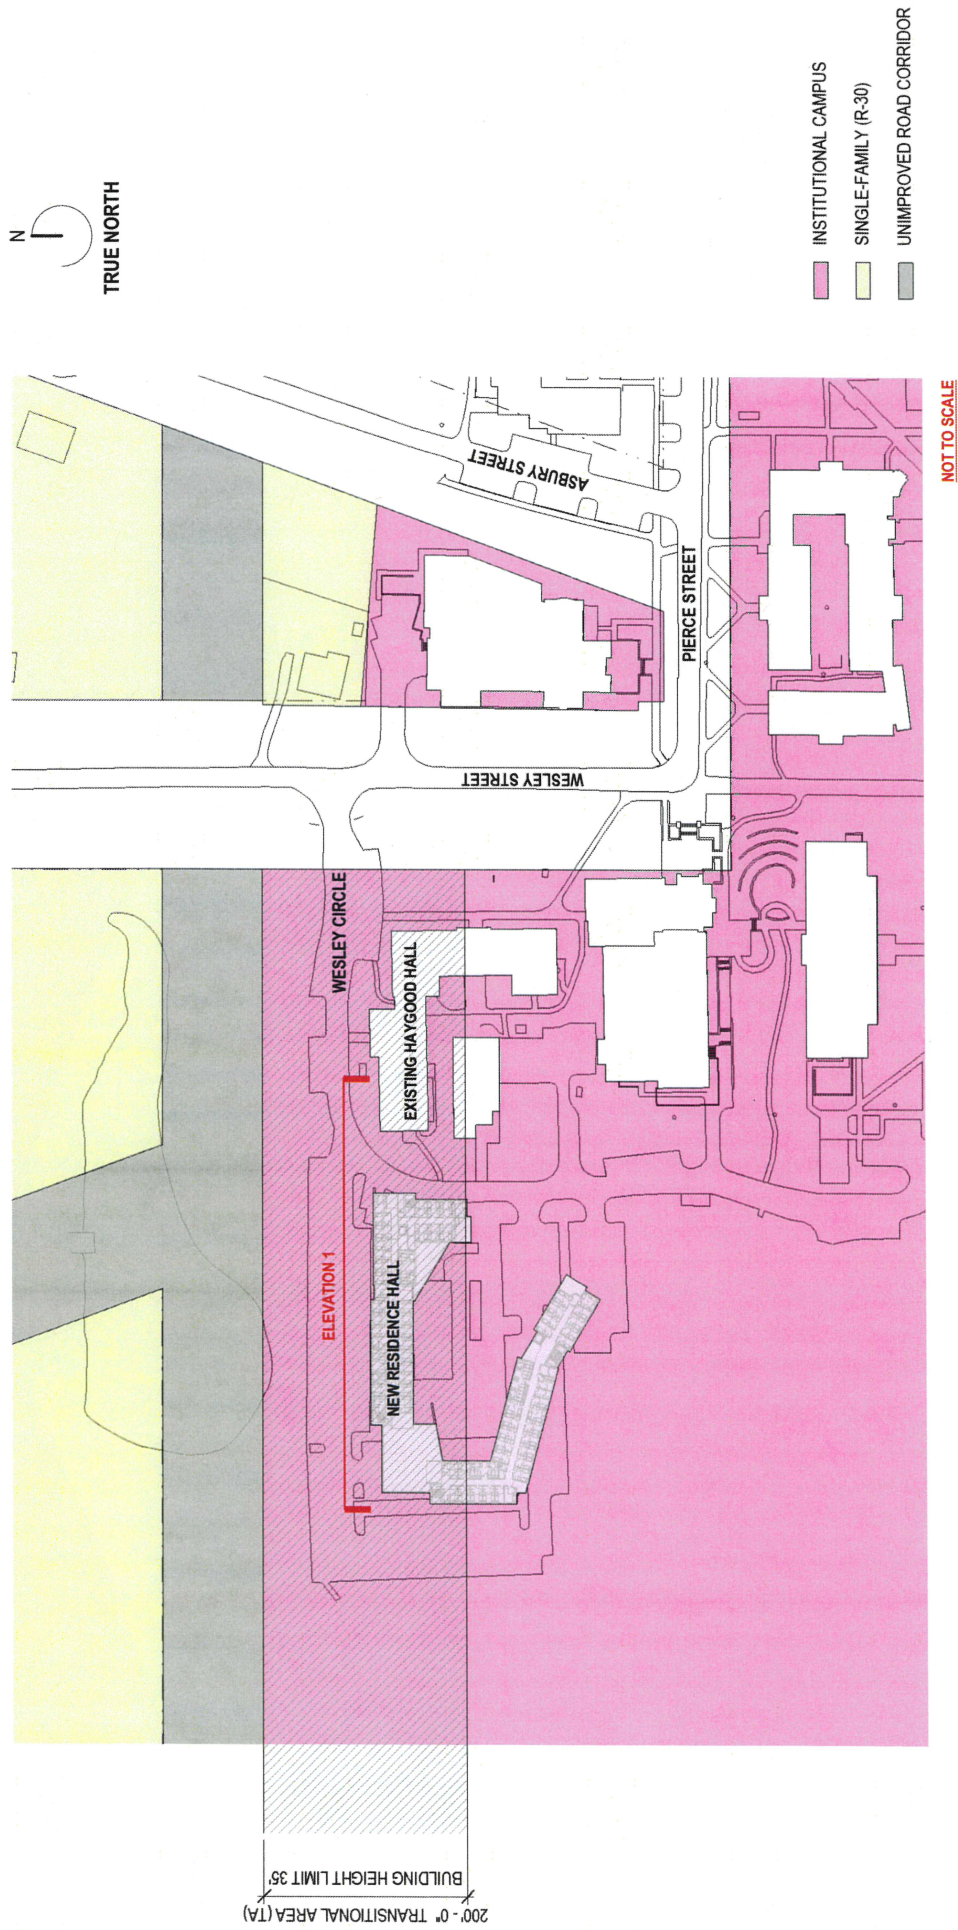 N
TRUE NORTH
INSTITUTIONAL CAMPUS
SINGLE-FAMILY (R-30)
UNIMPROVED ROAD CORRIDOR
NOT TO SCALE
ASBURY STREET
PIERCE STREET
WESLEY STREET
WESLEY CIRCLE
EXISTING HAYGOOD HALL
ELEVATION 1
NEW RESIDENCE HALL
BUILDING HEIGHT LIMIT 35'
200' - 0" TRANSITIONAL AREA (TA)